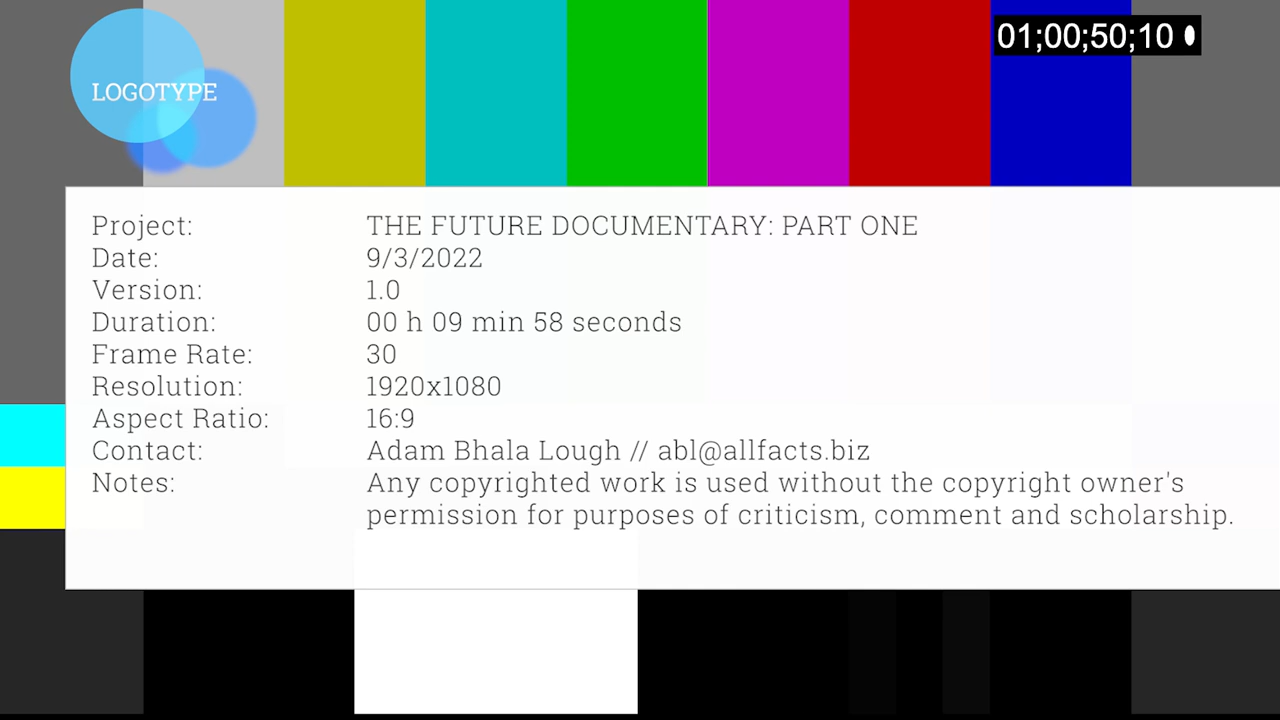 01;00;50;10
LOGOTYPE
Project: THE FUTURE DOCUMENTARY: PART ONE
Date: 9/3/2022
Version: 1.0
Duration: 00 h 09 min 58 seconds
Frame Rate: 30
Resolution: 1920x1080
Aspect Ratio: 16:9
Contact: Adam Bhala Lough // abl@allfacts.biz
Notes: Any copyrighted work is used without the copyright owner's
permission for purposes of criticism, comment and scholarship.